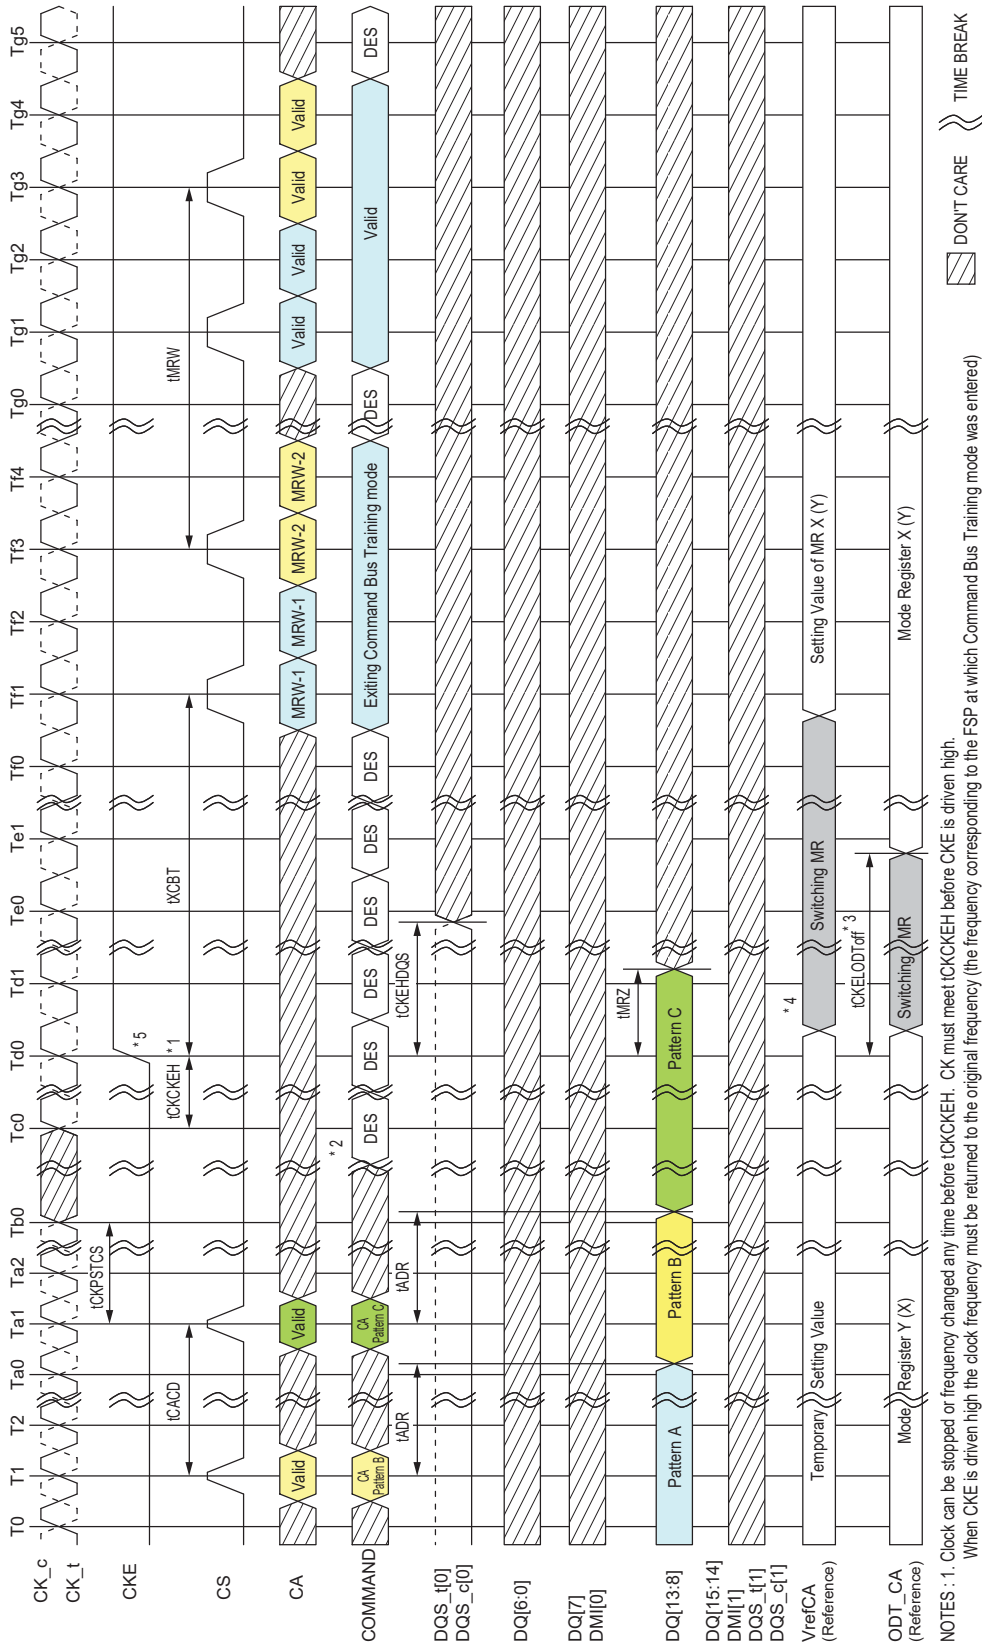 T0 T1 T2 Ta0 Ta1 Ta2 Tb0 Tc0 Td0 Td1 Te0 Te1 Tf0 Tf1 Tf2 Tf3 Tf4 Tg0 Tg1 Tg2 Tg3 Tg4 Tg5
CK_c
CK_t
tCKPSTCS
CKE
* 5
tCACD
tCKCKEH
* 1
tXCBT
tMRW
CS
CA
Valid Valid MRW-1 MRW-1 MRW-2 MRW-2 Valid Valid Valid Valid
* 2
COMMAND
CA Pattern B
CA Pattern C
DES DES DES DES DES DES Exiting Command Bus Training mode DES Valid DES
tADR tADR tCKEHDQS
DQS_t[0]
DQS_c[0]
DQ[6:0]
DQ[7]
DMI[0]
tMRZ
DQ[13:8]
Pattern A Pattern B Pattern C
DQ[15:14]
DMI[1]
DQS_t[1]
DQS_c[1]
* 4
VrefCA
(Reference)
Temporary Setting Value Switching MR Setting Value of MR X (Y)
tCKELODToff * 3
ODT_CA
(Reference)
Mode Register Y (X) Switching MR Mode Register X (Y)
DON'T CARE TIME BREAK
NOTES : 1. Clock can be stopped or frequency changed any time before tCKCKEH. CK must meet tCKCKEH before CKE is driven high.
When CKE is driven high the clock frequency must be returned to the original frequency (the frequency corresponding to the FSP at which Command Bus Training mode was entered)